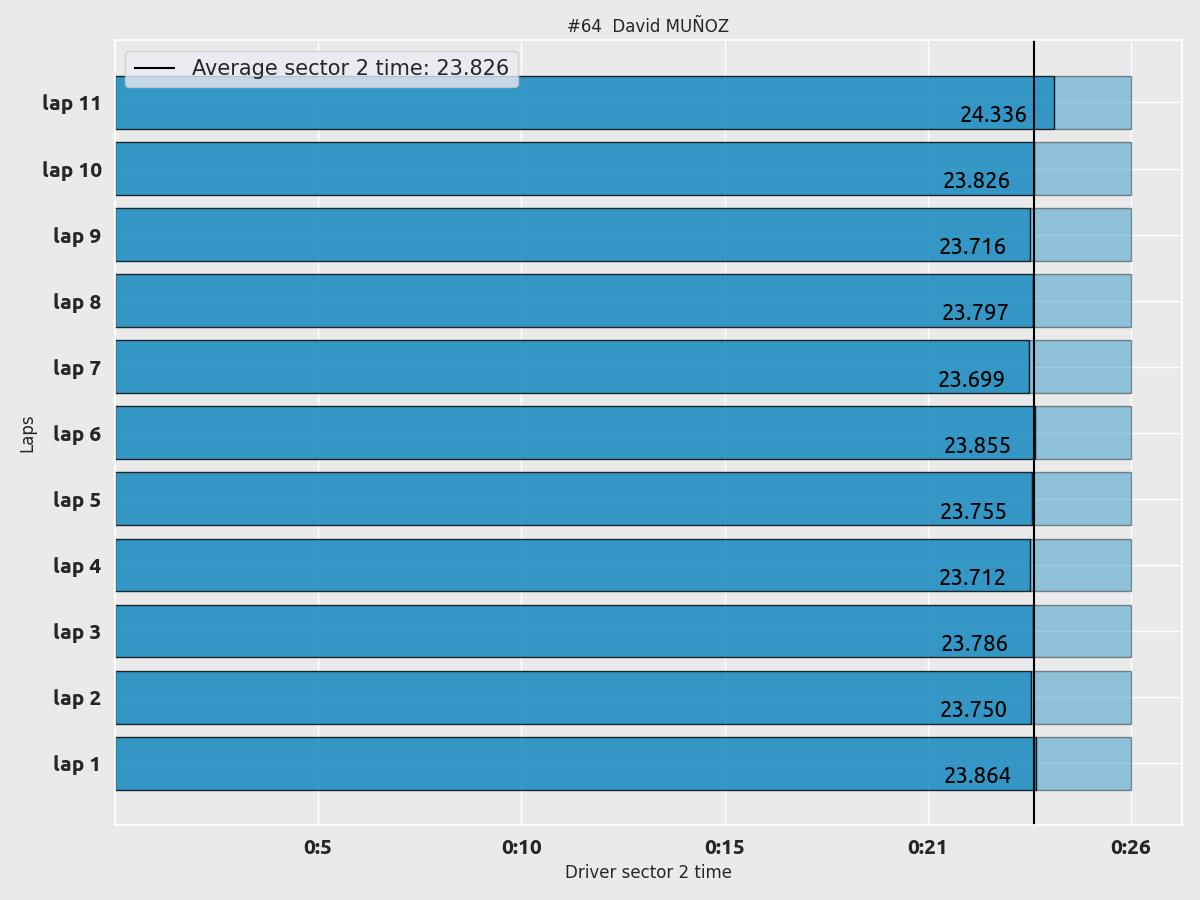 #64  David MUÑOZ
Average sector 2 time: 23.826
lap 11
24.336
lap 10
23.826
lap 9
23.716
lap 8
23.797
lap 7
23.699
lap 6
23.855
lap 5
23.755
lap 4
23.712
lap 3
23.786
lap 2
23.750
lap 1
23.864
Laps
0:5
0:10
0:15
0:21
0:26
Driver sector 2 time